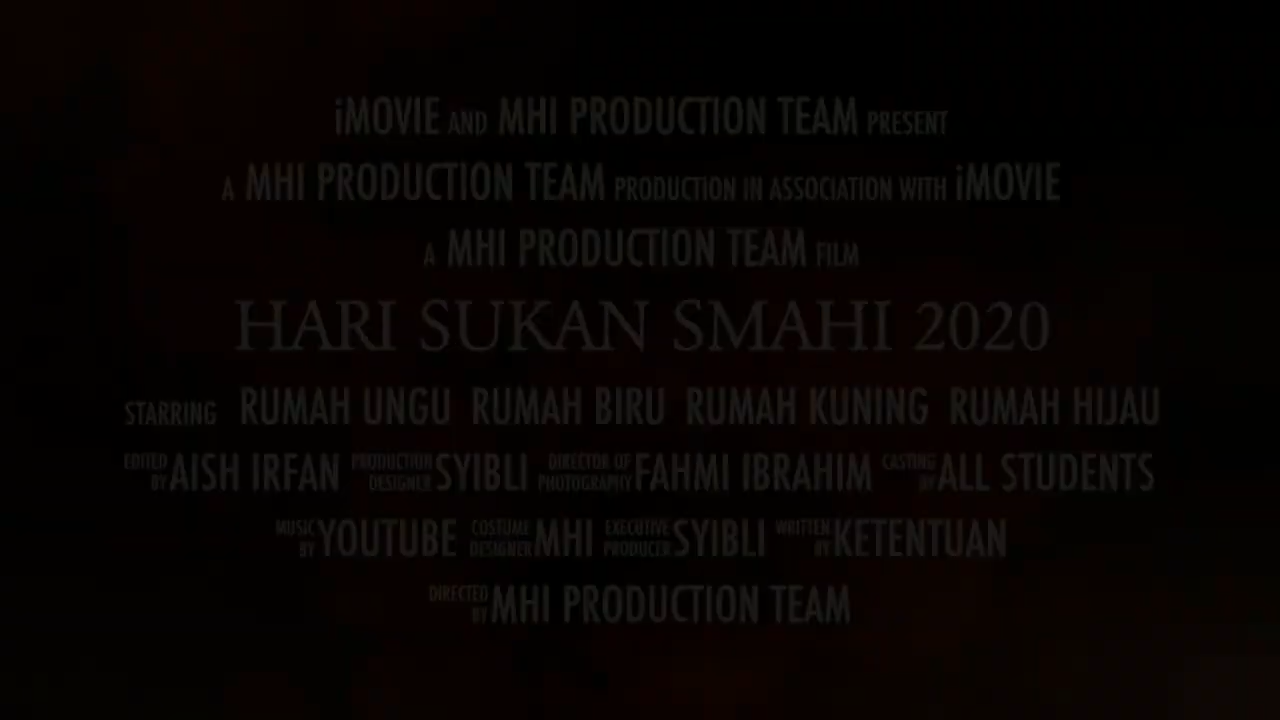 iMOVIE AND MHI PRODUCTION TEAM PRESENT
A MHI PRODUCTION TEAM PRODUCTION IN ASSOCIATION WITH iMOVIE
A MHI PRODUCTION TEAM FILM
HARI SUKAN SMAHI 2020
STARRING RUMAH UNGU RUMAH BIRU RUMAH KUNING RUMAH HIJAU
EDITED BY AISH IRFAN PRODUCTION DESIGNER SYIBLI DIRECTOR OF PHOTOGRAPHY FAHMI IBRAHIM CASTING BY ALL STUDENTS
MUSIC BY YOUTUBE COSTUME DESIGNER MHI EXECUTIVE PRODUCER SYIBLI WRITTEN BY KETENTUAN
DIRECTED BY MHI PRODUCTION TEAM